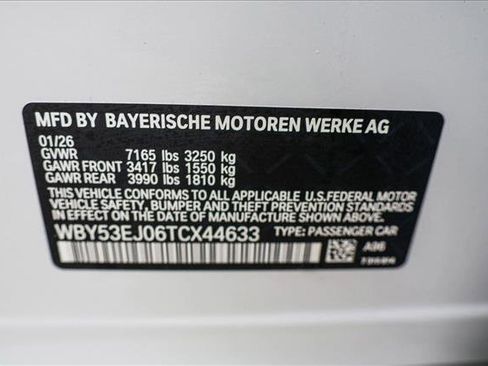 MFD BY BAYERISCHE MOTOREN WERKE AG
01/26
GVWR 7165 lbs 3250 kg
GAWR FRONT 3417 lbs 1550 kg
GAWR REAR 3990 lbs 1810 kg
THIS VEHICLE CONFORMS TO ALL APPLICABLE U.S. FEDERAL MOTOR
VEHICLE SAFETY, BUMPER, AND THEFT PREVENTION STANDARDS
IN EFFECT ON THE DATE OF MANUFACTURE SHOWN ABOVE.
WBY53EJ06TCX44633 TYPE: PASSENGER CAR
A96